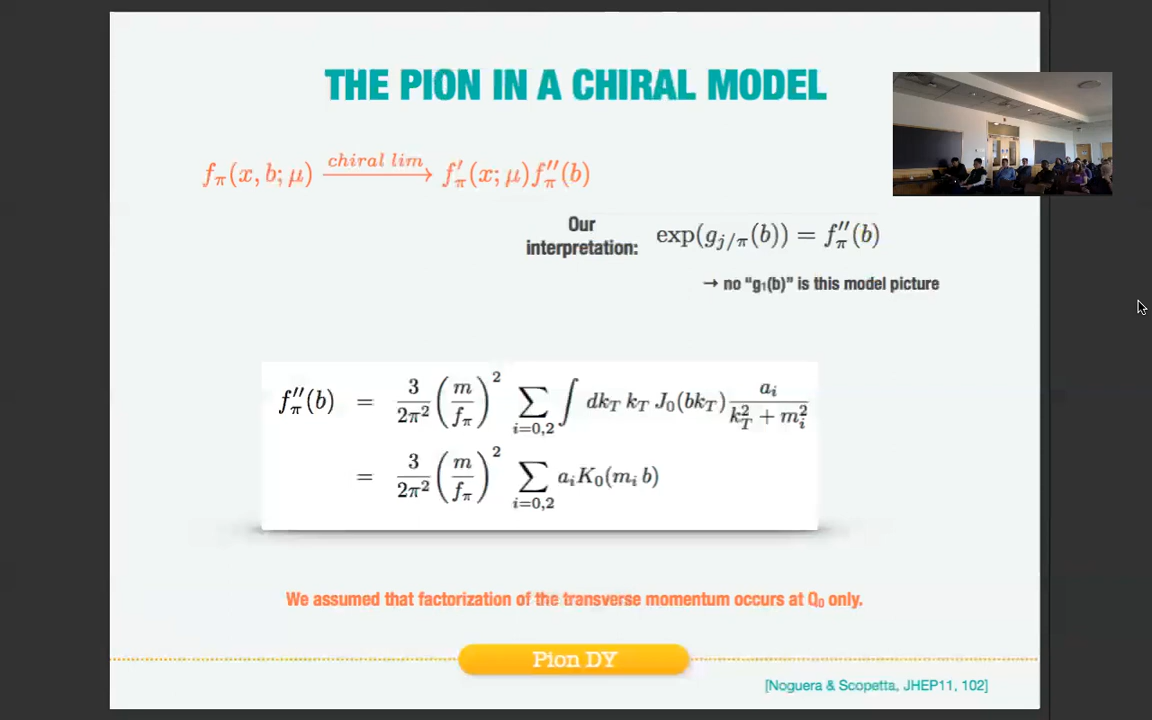 THE PION IN A CHIRAL MODEL
f_π(x, b; μ) —chiral lim→ f′_π(x; μ)f″_π(b)
Our
interpretation: exp(g_{j/π}(b)) = f″_π(b)
→ no "g₁(b)" is this model picture
f″_π(b) = 3/(2π²) (m/f_π)² ∑_{i=0,2} ∫ dk_T k_T J₀(bk_T) a_i/(k_T² + m_i²)
= 3/(2π²) (m/f_π)² ∑_{i=0,2} a_i K₀(m_i b)
We assumed that factorization of the transverse momentum occurs at Q₀ only.
Pion DY
[Noguera & Scopetta, JHEP11, 102]